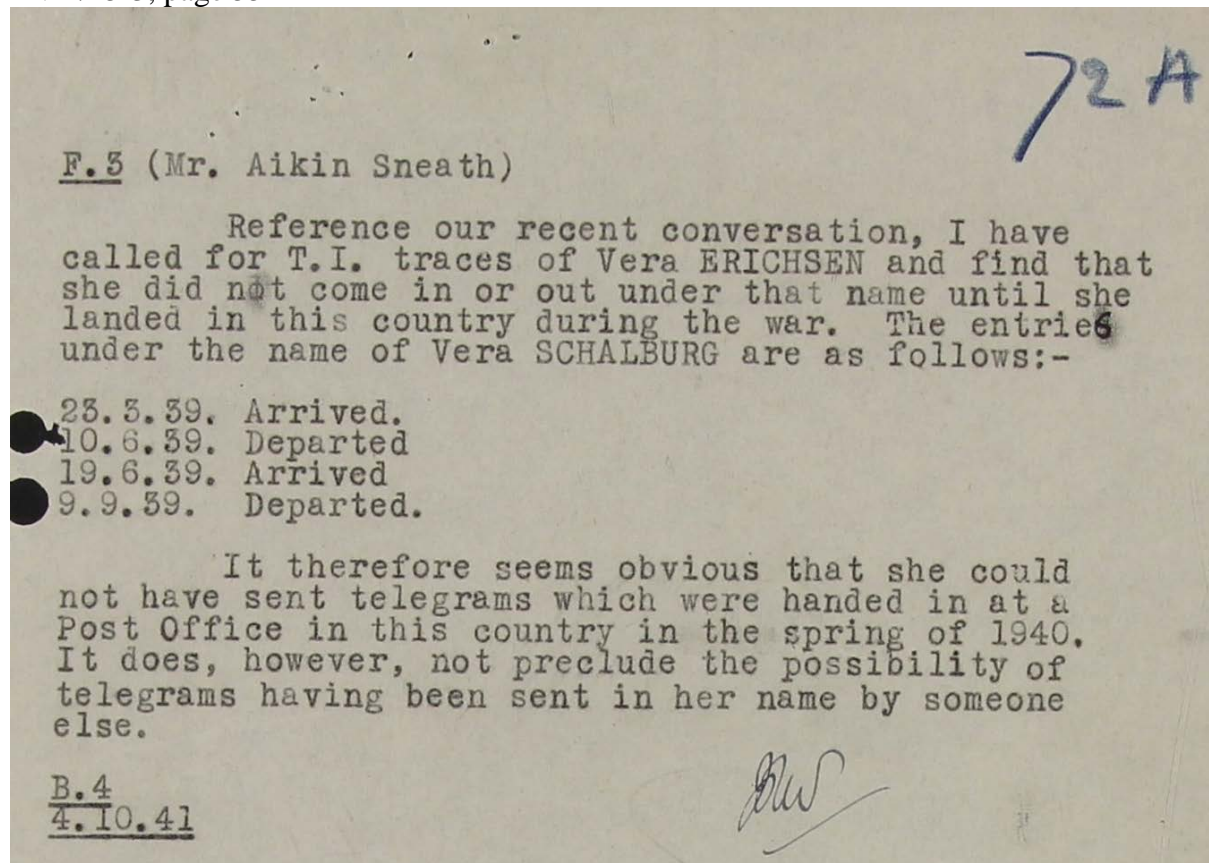 72 A
F.3 (Mr. Aikin Sneath)
Reference our recent conversation, I have
called for T.I. traces of Vera ERICHSEN and find that
she did not come in or out under that name until she
landed in this country during the war. The entries
under the name of Vera SCHALBURG are as follows:-
23.3.39. Arrived.
10.6.39. Departed
19.6.39. Arrived
9.9.39. Departed.
It therefore seems obvious that she could
not have sent telegrams which were handed in at a
Post Office in this country in the spring of 1940.
It does, however, not preclude the possibility of
telegrams having been sent in her name by someone
else.
B.4
4.10.41